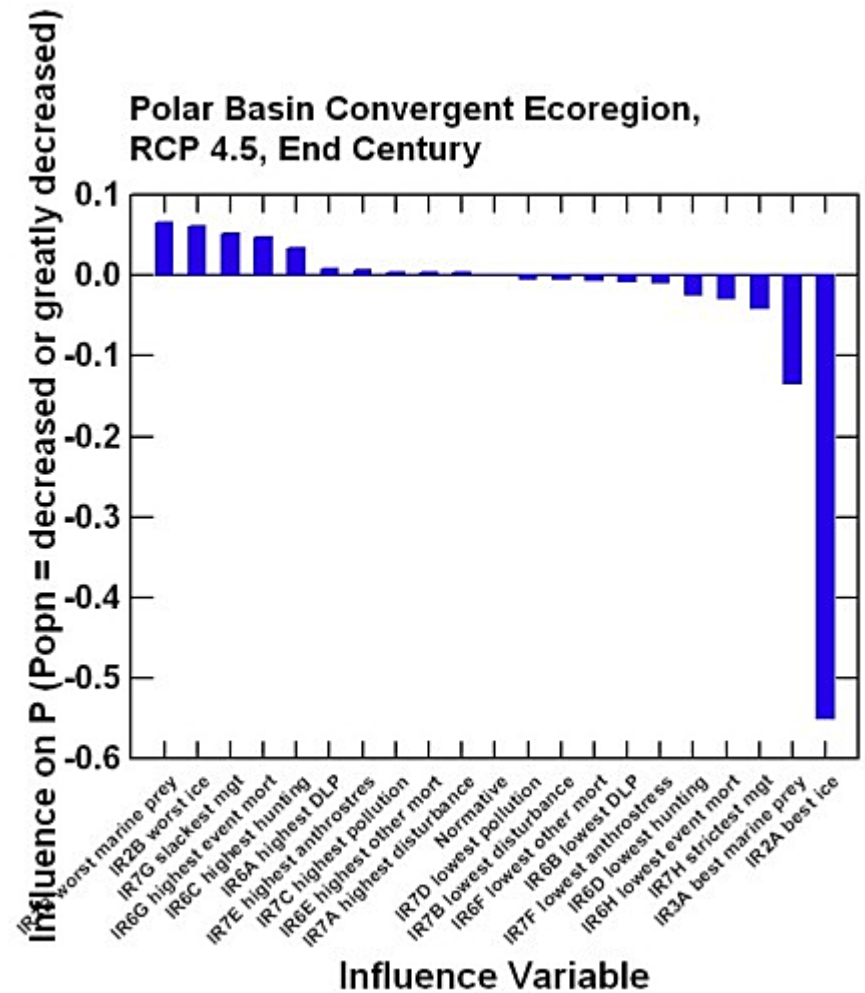 Polar Basin Convergent Ecoregion,
RCP 4.5, End Century
Influence on P (Popn = decreased or greatly decreased)
0.1
0.0
-0.1
-0.2
-0.3
-0.4
-0.5
-0.6
worst marine prey
IR2B worst ice
IR7G slackest mgt
IR6G highest event mort
IR6C highest hunting
IR6A highest DLP
IR7E highest anthrostres
IR7C highest pollution
IR6E highest other mort
IR7A highest disturbance
Normative
IR7D lowest pollution
IR7B lowest disturbance
IR6F lowest other mort
IR6B lowest DLP
IR7F lowest anthrostress
IR6D lowest hunting
IR6H lowest event mort
IR7H strictest mgt
IR3A best marine prey
IR2A best ice
Influence Variable